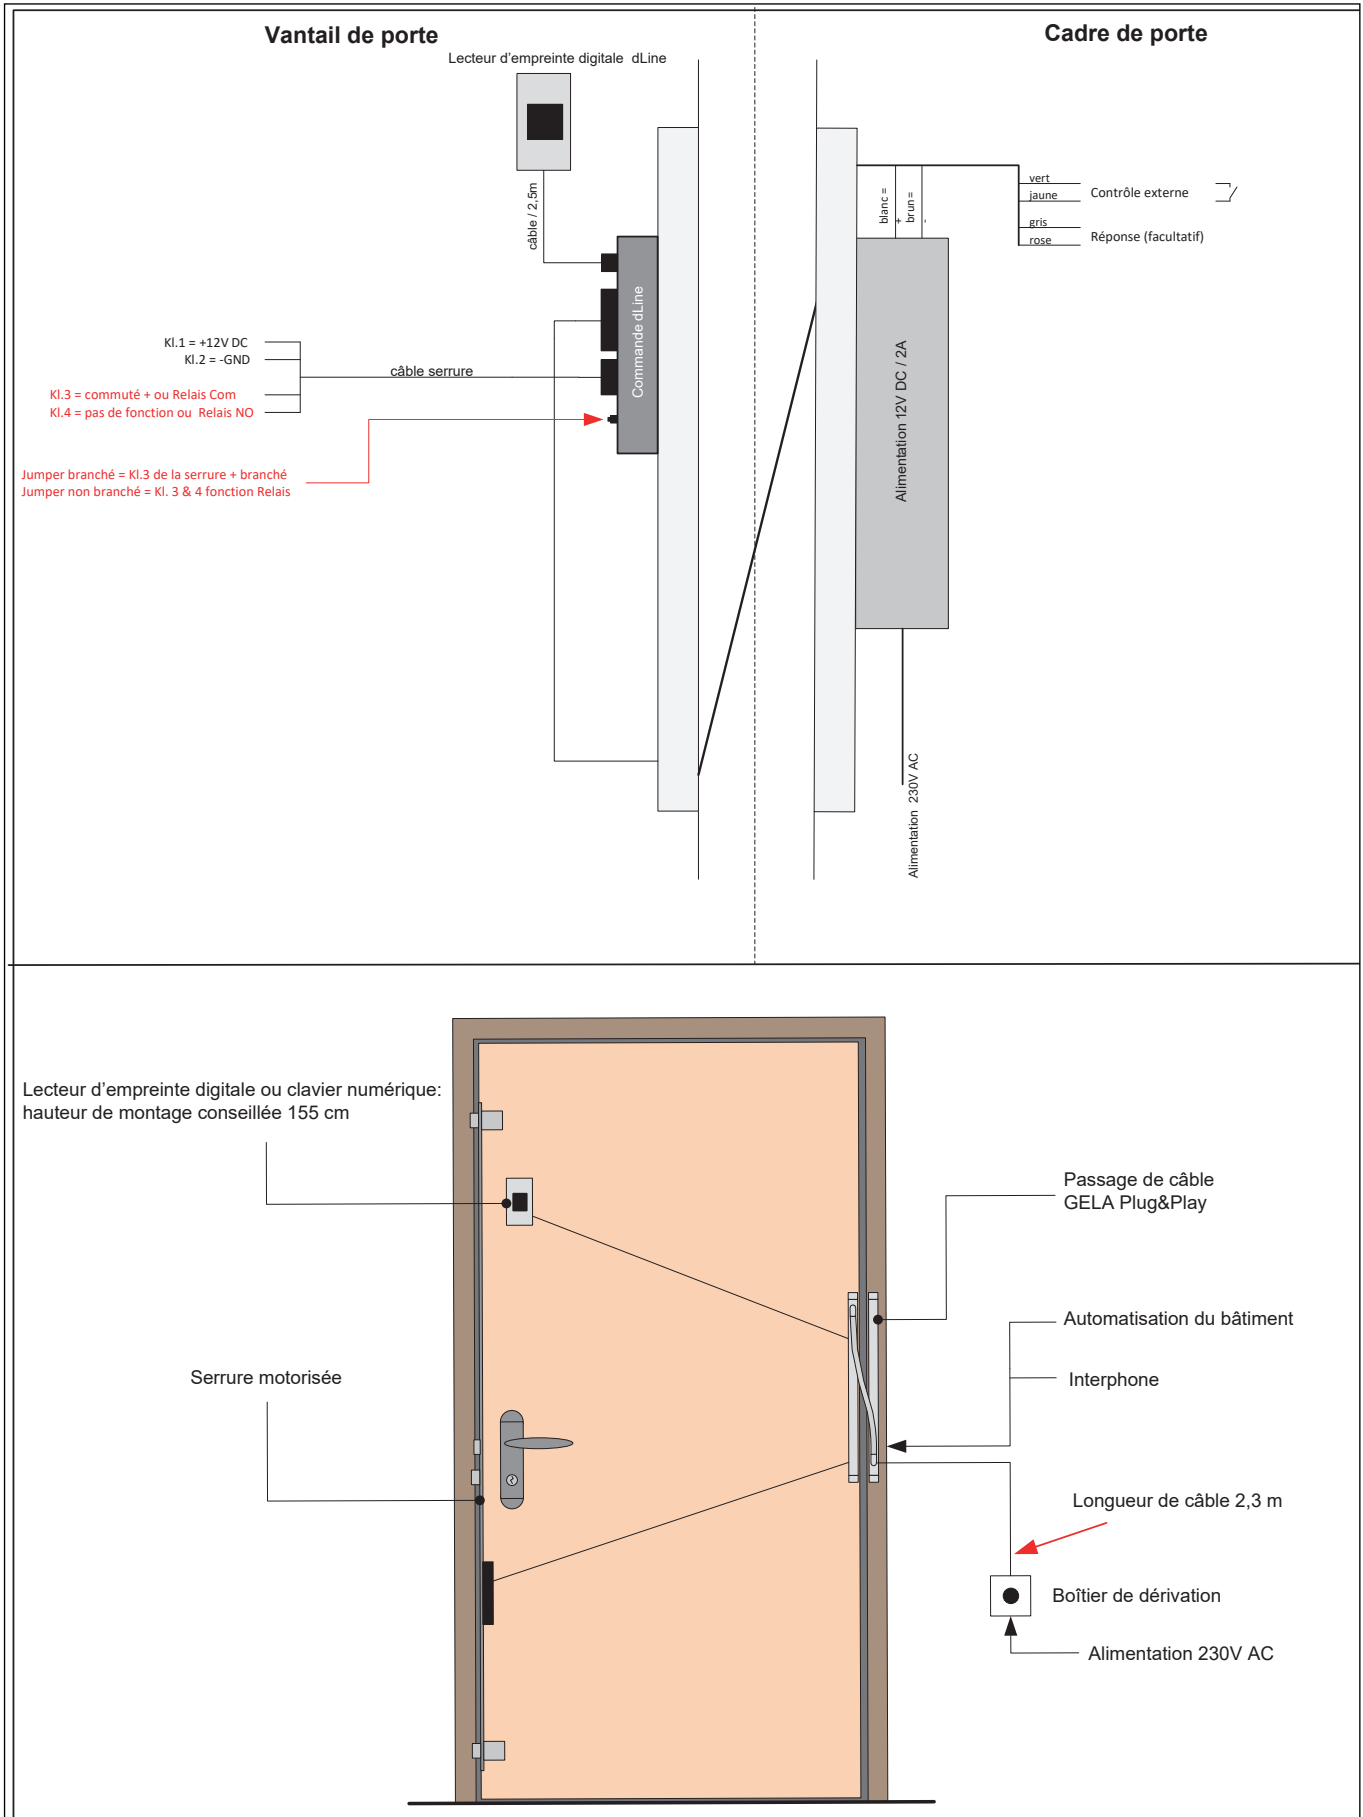 Vantail de porte
Cadre de porte
Lecteur d'empreinte digitale dLine
câble / 2,5m
Commande dLine
Kl.1 = +12V DC
Kl.2 = -GND
câble serrure
Kl.3 = commuté + ou Relais Com
Kl.4 = pas de fonction ou Relais NO
Jumper branché = Kl.3 de la serrure + branché
Jumper non branché = Kl. 3 & 4 fonction Relais
blanc =
+
brun =
-
vert
jaune
Contrôle externe
gris
rose
Réponse (facultatif)
Alimentation 12V DC / 2A
Alimentation 230V AC
Lecteur d'empreinte digitale ou clavier numérique:
hauteur de montage conseillée 155 cm
Passage de câble
GELA Plug&Play
Automatisation du bâtiment
Interphone
Serrure motorisée
Longueur de câble 2,3 m
Boîtier de dérivation
Alimentation 230V AC